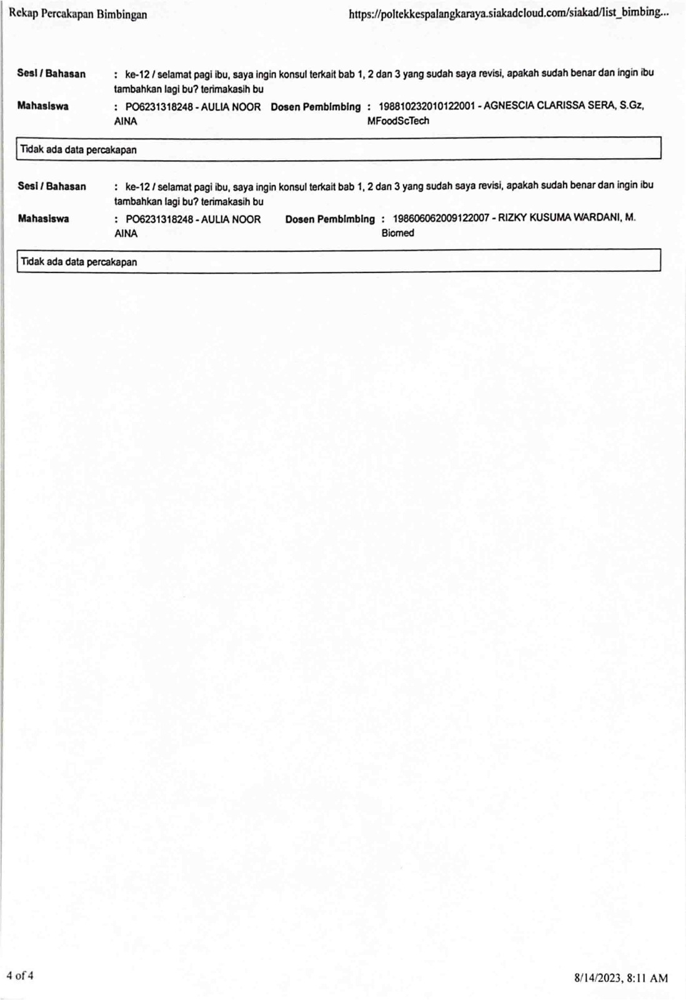 Rekap Percakapan Bimbingan https://poltekkespalangkaraya.siakadcloud.com/siakad/list_bimbing...
Sesi / Bahasan : ke-12 / selamat pagi ibu, saya ingin konsul terkait bab 1, 2 dan 3 yang sudah saya revisi, apakah sudah benar dan ingin ibu
tambahkan lagi bu? terimakasih bu
Mahasiswa : PO6231318248 - AULIA NOOR Dosen Pembimbing : 198810232010122001 - AGNESCIA CLARISSA SERA, S.Gz,
AINA MFoodScTech
Tidak ada data percakapan
Sesi / Bahasan : ke-12 / selamat pagi ibu, saya ingin konsul terkait bab 1, 2 dan 3 yang sudah saya revisi, apakah sudah benar dan ingin ibu
tambahkan lagi bu? terimakasih bu
Mahasiswa : PO6231318248 - AULIA NOOR Dosen Pembimbing : 198606062009122007 - RIZKY KUSUMA WARDANI, M.
AINA Biomed
Tidak ada data percakapan
4 of 4 8/14/2023, 8:11 AM